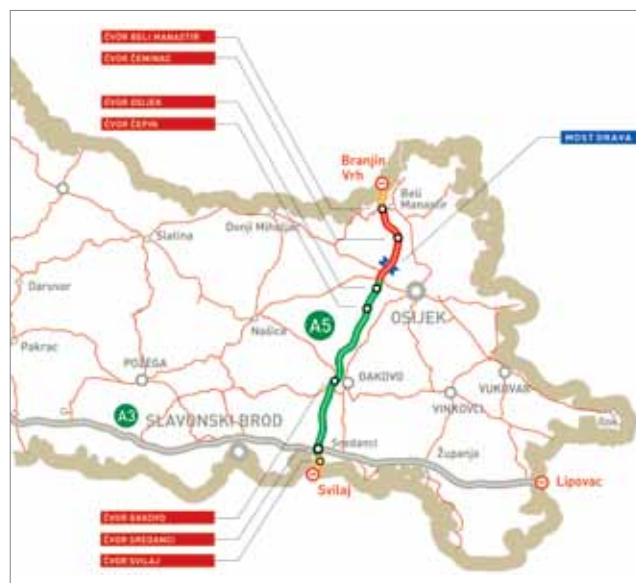 ČVOR BELI MANASTIR
ČVOR ČEMINAC
ČVOR OSIJEK
ČVOR ČEPIN
MOST DRAVA
Branjin
Vrh
Beli
Manastir
Donji Miholjac
Slatina
Daruvar
OSIJEK
A5
Našice
Pakrac
POŽEGA
ĐAKOVO
VUKOVAR
VINKOVCI
Ilok
A3
SLAVONSKI BROD
Sredanci
Županja
Lipovac
Svilaj
ČVOR ĐAKOVO
ČVOR SREDANCI
ČVOR SVILAJ